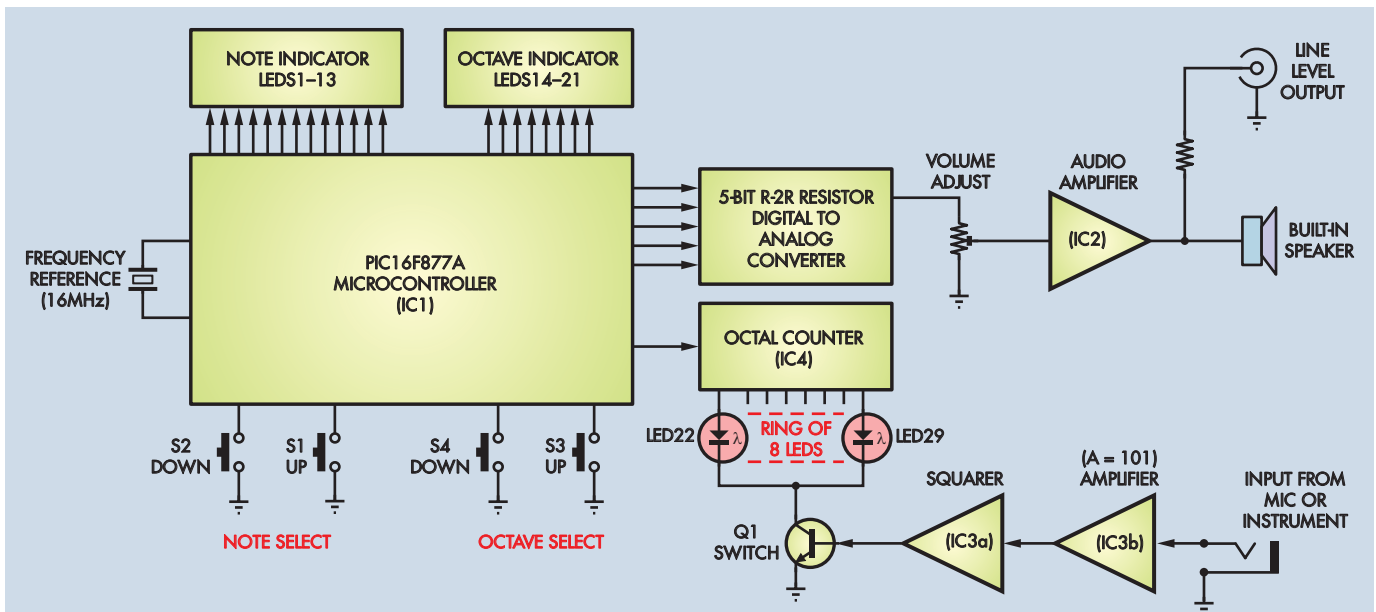 NOTE INDICATOR
LEDS1–13
OCTAVE INDICATOR
LEDS14–21
LINE
LEVEL
OUTPUT
FREQUENCY
REFERENCE
(16MHz)
PIC16F877A
MICROCONTROLLER
(IC1)
5-BIT R-2R RESISTOR
DIGITAL TO
ANALOG
CONVERTER
VOLUME
ADJUST
AUDIO
AMPLIFIER
(IC2)
BUILT-IN
SPEAKER
OCTAL COUNTER
(IC4)
LED22
λ
RING OF
8 LEDS
λ
LED29
S2
DOWN
S1
UP
S4
DOWN
S3
UP
NOTE SELECT
OCTAVE SELECT
Q1
SWITCH
SQUARER
(IC3a)
(A = 101)
AMPLIFIER
(IC3b)
INPUT FROM
MIC OR
INSTRUMENT